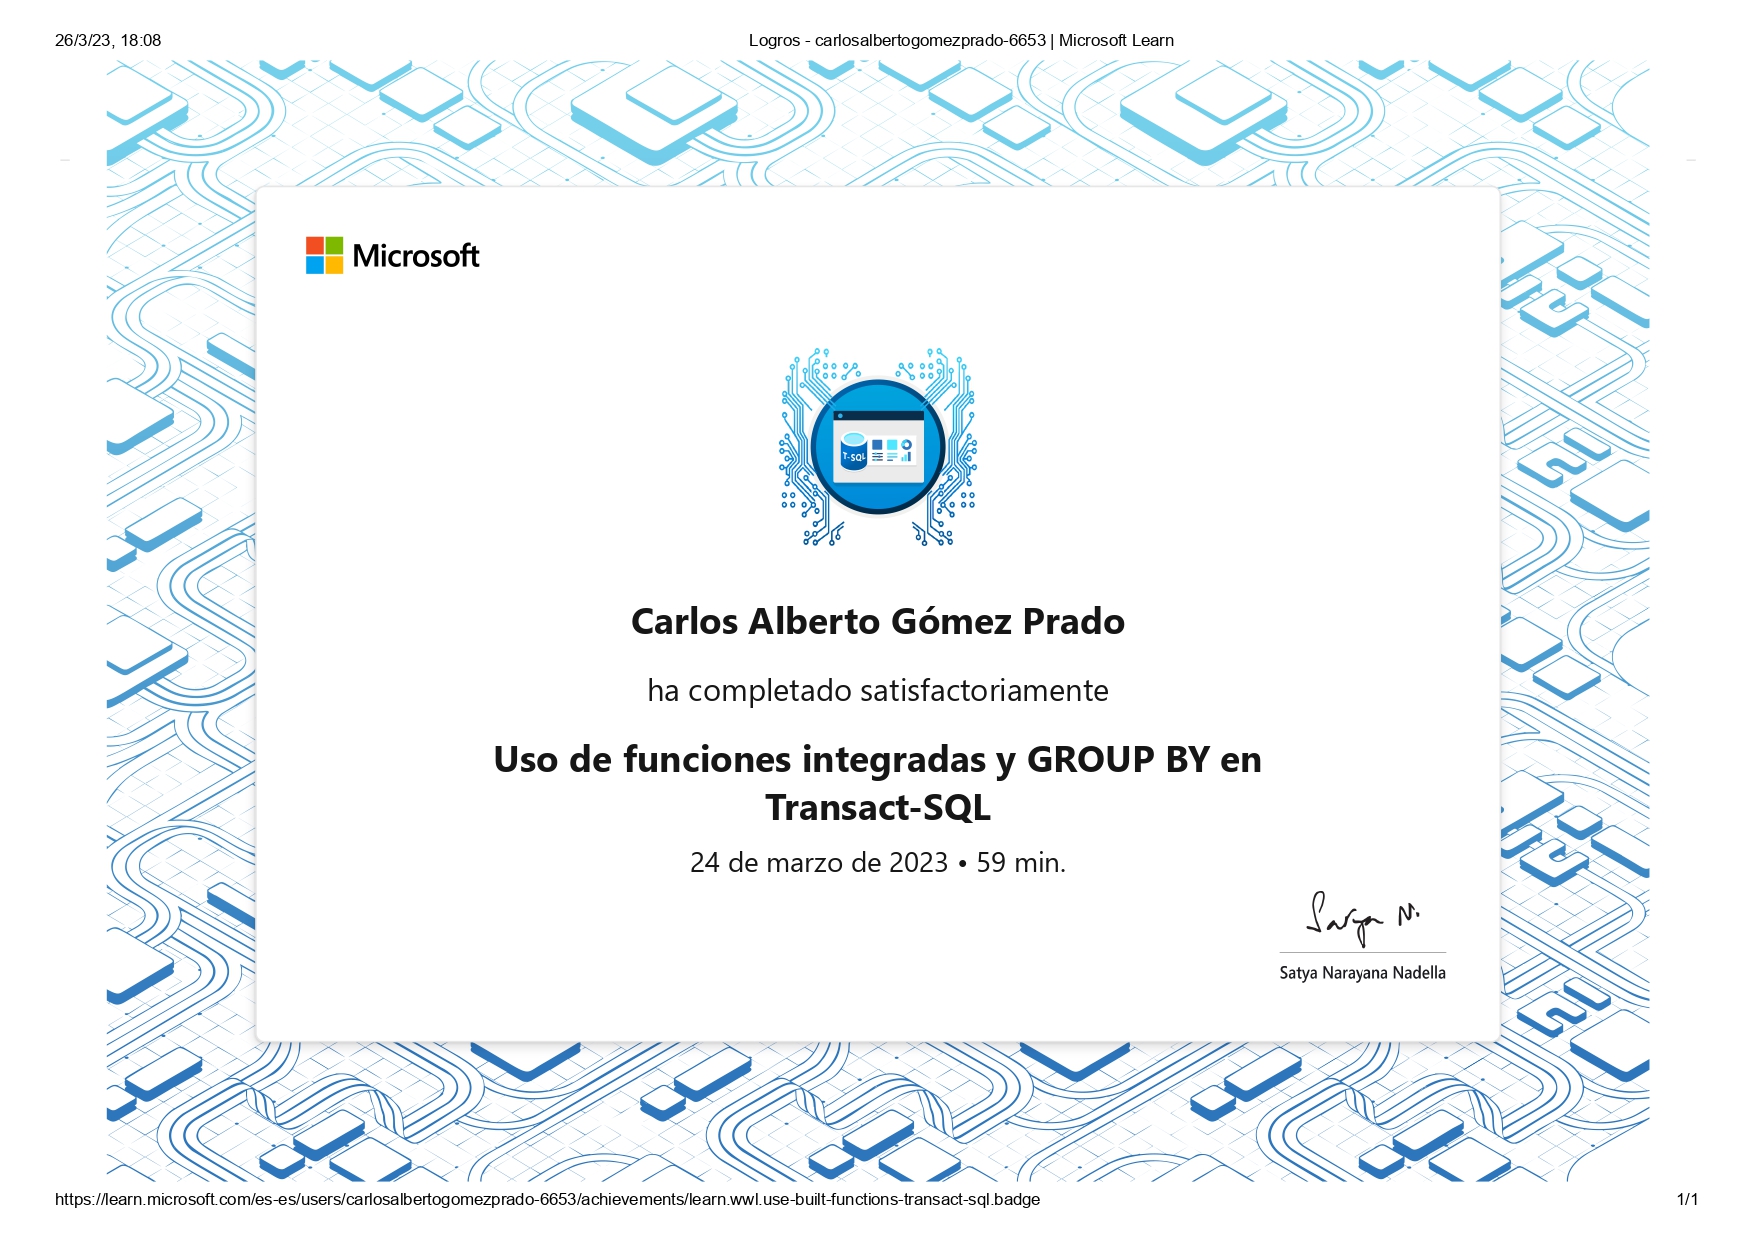 26/3/23, 18:08
Logros - carlosalbertogomezprado-6653 | Microsoft Learn
Microsoft
T-SQL
Carlos Alberto Gómez Prado
ha completado satisfactoriamente
Uso de funciones integradas y GROUP BY en
Transact-SQL
24 de marzo de 2023 • 59 min.
Satya N.
Satya Narayana Nadella
https://learn.microsoft.com/es-es/users/carlosalbertogomezprado-6653/achievements/learn.wwl.use-built-functions-transact-sql.badge
1/1